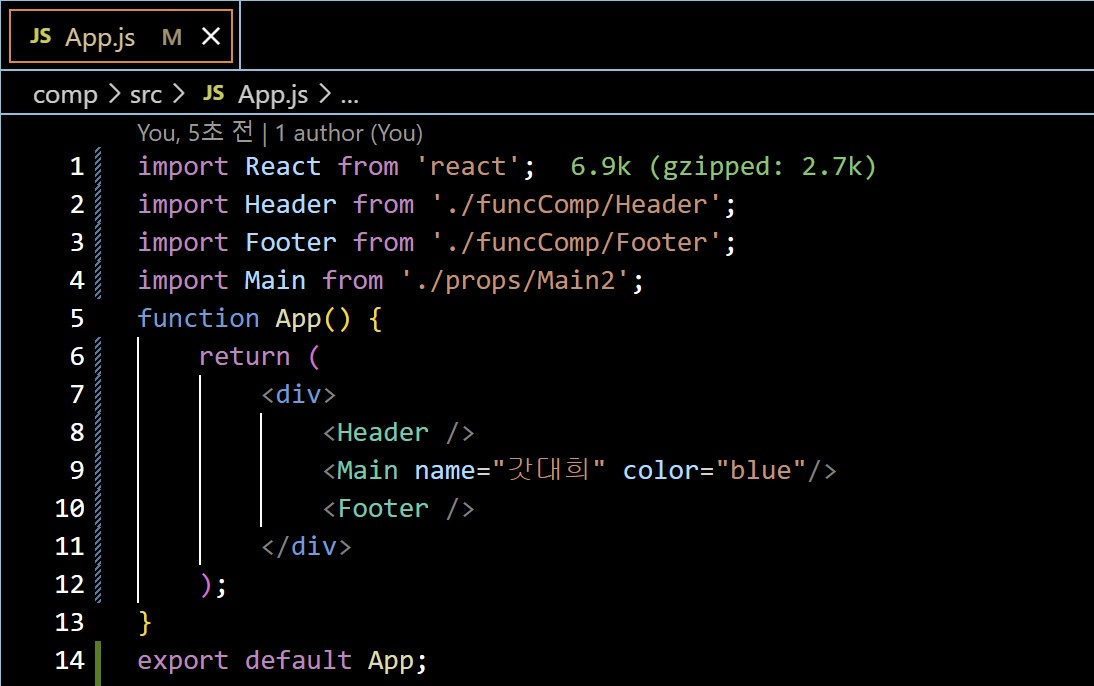 JS App.js M ×
comp > src > JS App.js > ...
You, 5초 전 | 1 author (You)
1 import React from 'react'; 6.9k (gzipped: 2.7k)
2 import Header from './funcComp/Header';
3 import Footer from './funcComp/Footer';
4 import Main from './props/Main2';
5 function App() {
6 return (
7 <div>
8 <Header />
9 <Main name="갓대희" color="blue"/>
10 <Footer />
11 </div>
12 );
13 }
14 export default App;